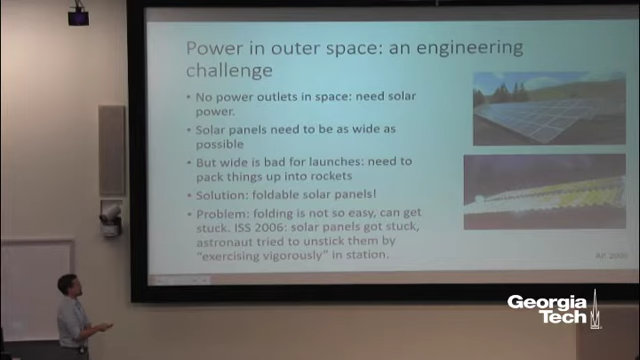 Power in outer space: an engineering
challenge
• No power outlets in space: need solar
power.
• Solar panels need to be as wide as
possible
• But wide is bad for launches: need to
pack things up into rockets
• Solution: foldable solar panels!
• Problem: folding is not so easy, can get
stuck. ISS 2006: solar panels got stuck,
astronaut tried to unstick them by
"exercising vigorously" in station.
Georgia
Tech